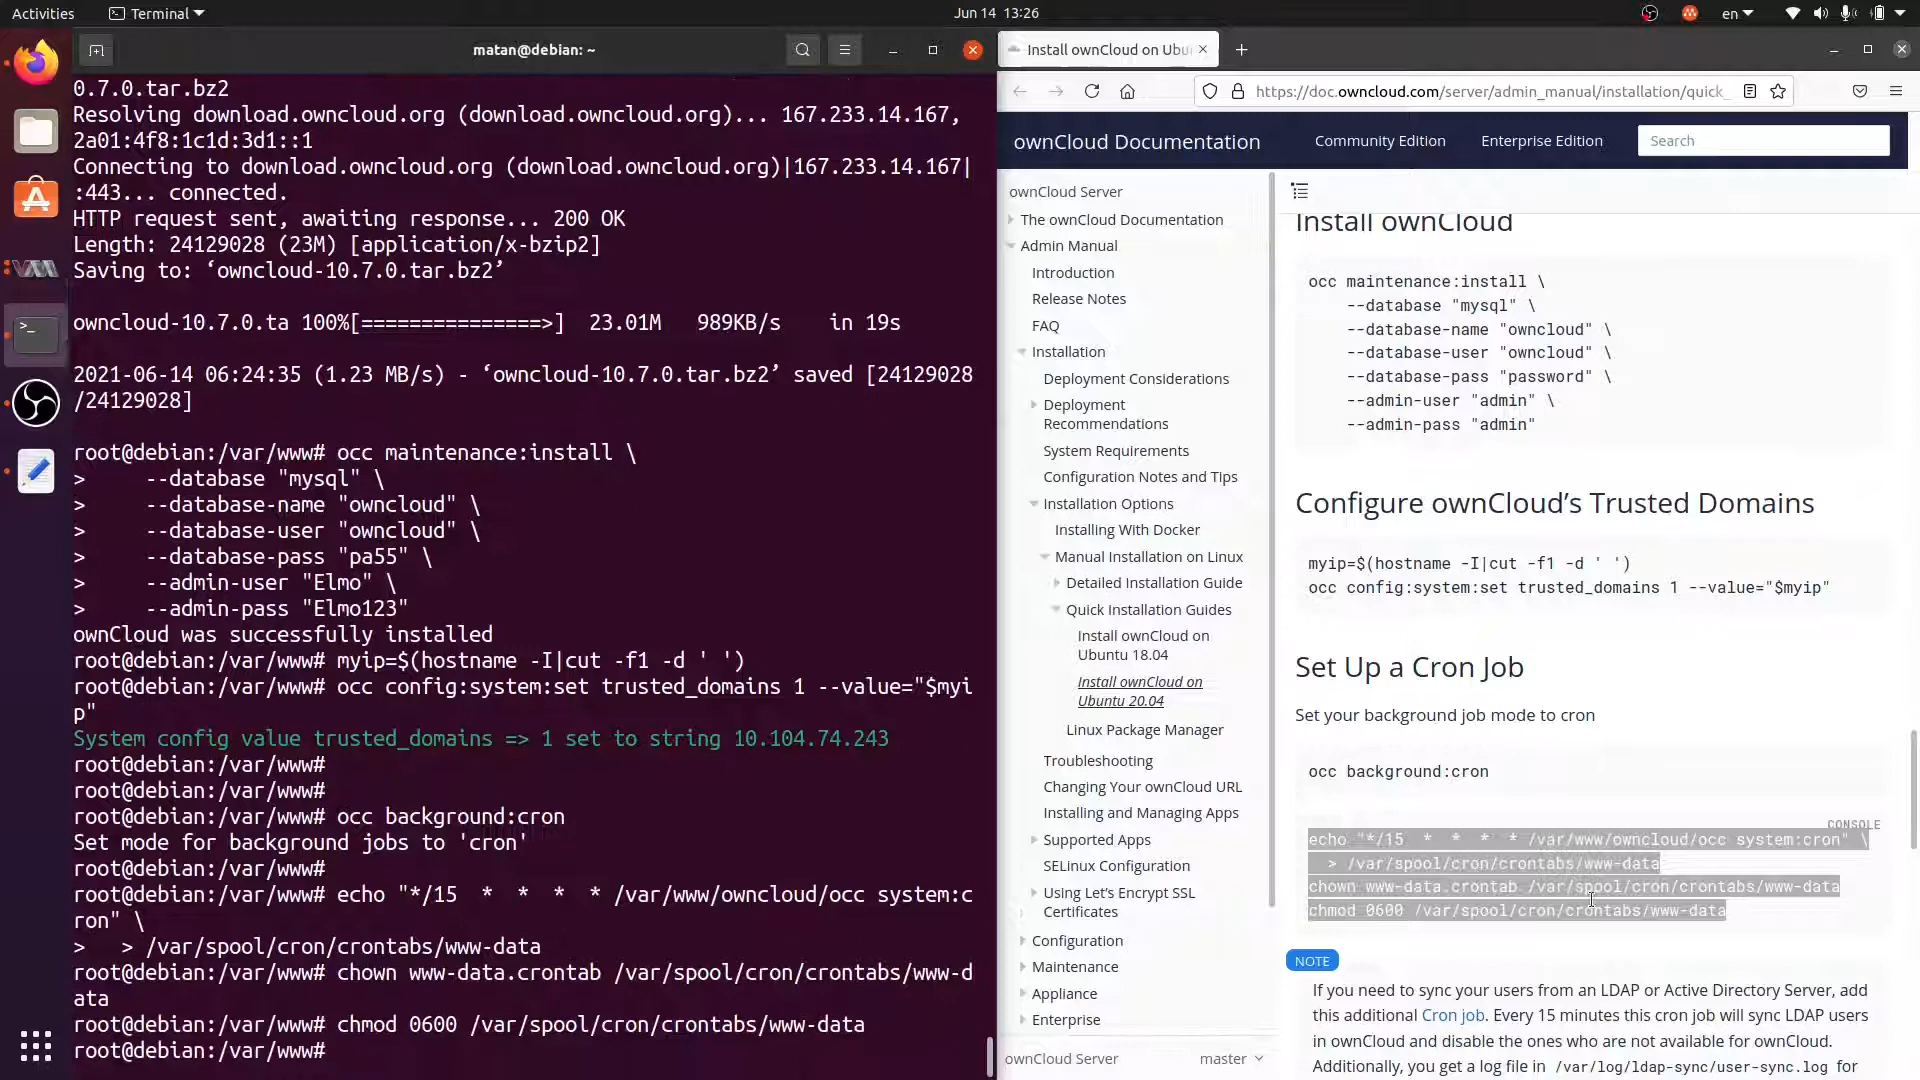 Activities
Terminal
Jun 14 13:26
en
matan@debian: ~
0.7.0.tar.bz2
Resolving download.owncloud.org (download.owncloud.org)... 167.233.14.167,
2a01:4f8:1c1d:3d1::1
Connecting to download.owncloud.org (download.owncloud.org)|167.233.14.167|
:443... connected.
HTTP request sent, awaiting response... 200 OK
Length: 24129028 (23M) [application/x-bzip2]
Saving to: ‘owncloud-10.7.0.tar.bz2’
owncloud-10.7.0.ta 100%[===============>]  23.01M   989KB/s    in 19s
2021-06-14 06:24:35 (1.23 MB/s) - ‘owncloud-10.7.0.tar.bz2’ saved [24129028
/24129028]
root@debian:/var/www# occ maintenance:install \
>     --database "mysql" \
>     --database-name "owncloud" \
>     --database-user "owncloud" \
>     --database-pass "pa55" \
>     --admin-user "Elmo" \
>     --admin-pass "Elmo123"
ownCloud was successfully installed
root@debian:/var/www# myip=$(hostname -I|cut -f1 -d ' ')
root@debian:/var/www# occ config:system:set trusted_domains 1 --value="$myi
p"
System config value trusted_domains => 1 set to string 10.104.74.243
root@debian:/var/www#
root@debian:/var/www#
root@debian:/var/www# occ background:cron
Set mode for background jobs to 'cron'
root@debian:/var/www#
root@debian:/var/www# echo "*/15  *  *  *  * /var/www/owncloud/occ system:c
ron" \
>   > /var/spool/cron/crontabs/www-data
root@debian:/var/www# chown www-data.crontab /var/spool/cron/crontabs/www-d
ata
root@debian:/var/www# chmod 0600 /var/spool/cron/crontabs/www-data
root@debian:/var/www#
Install ownCloud on Ubu
https://doc.owncloud.com/server/admin_manual/installation/quick_
ownCloud Documentation
Community Edition
Enterprise Edition
Search
ownCloud Server
The ownCloud Documentation
Admin Manual
Introduction
Release Notes
FAQ
Installation
Deployment Considerations
Deployment
Recommendations
System Requirements
Configuration Notes and Tips
Installation Options
Installing With Docker
Manual Installation on Linux
Detailed Installation Guide
Quick Installation Guides
Install ownCloud on
Ubuntu 18.04
Install ownCloud on
Ubuntu 20.04
Linux Package Manager
Troubleshooting
Changing Your ownCloud URL
Installing and Managing Apps
Supported Apps
SELinux Configuration
Using Let’s Encrypt SSL
Certificates
Configuration
Maintenance
Appliance
Enterprise
ownCloud Server
master
Install ownCloud
occ maintenance:install \
    --database "mysql" \
    --database-name "owncloud" \
    --database-user "owncloud" \
    --database-pass "password" \
    --admin-user "admin" \
    --admin-pass "admin"
Configure ownCloud’s Trusted Domains
myip=$(hostname -I|cut -f1 -d ' ')
occ config:system:set trusted_domains 1 --value="$myip"
Set Up a Cron Job
Set your background job mode to cron
occ background:cron
CONSOLE
echo "*/15  *  *  *  * /var/www/owncloud/occ system:cron" \
  > /var/spool/cron/crontabs/www-data
chown www-data.crontab /var/spool/cron/crontabs/www-data
chmod 0600 /var/spool/cron/crontabs/www-data
NOTE
If you need to sync your users from an LDAP or Active Directory Server, add
this additional Cron job. Every 15 minutes this cron job will sync LDAP users
in ownCloud and disable the ones who are not available for ownCloud.
Additionally, you get a log file in /var/log/ldap-sync/user-sync.log for